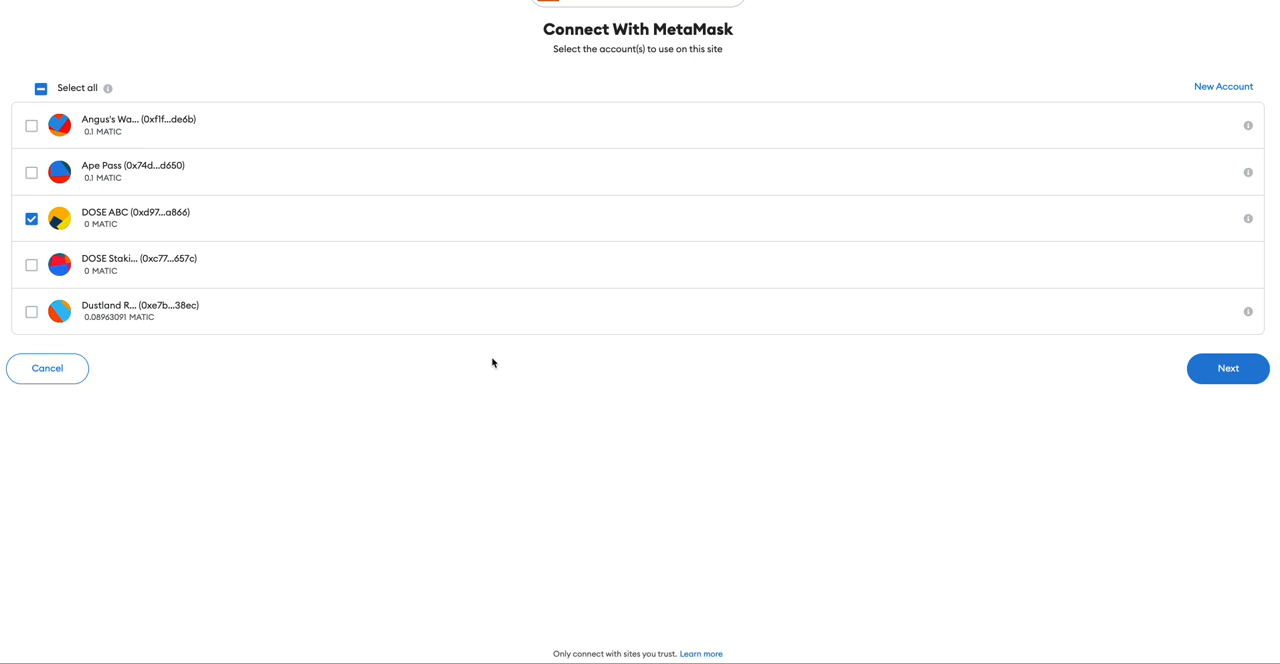 Connect With MetaMask
Select the account(s) to use on this site
Select all
New Account
Angus's Wa... (0xf1f...de6b)
0.1 MATIC
Ape Pass (0x74d...d650)
0.1 MATIC
DOSE ABC (0xd97...a866)
0 MATIC
DOSE Staki... (0xc77...657c)
0 MATIC
Dustland R... (0xe7b...38ec)
0.08963091 MATIC
Cancel
Next
Only connect with sites you trust. Learn more